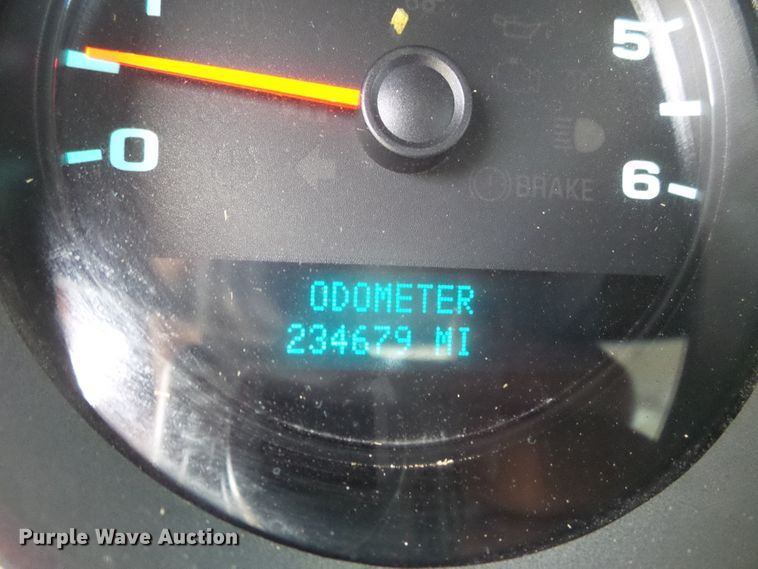 5
0
6
BRAKE
ODOMETER
234679 MI
Purple Wave Auction